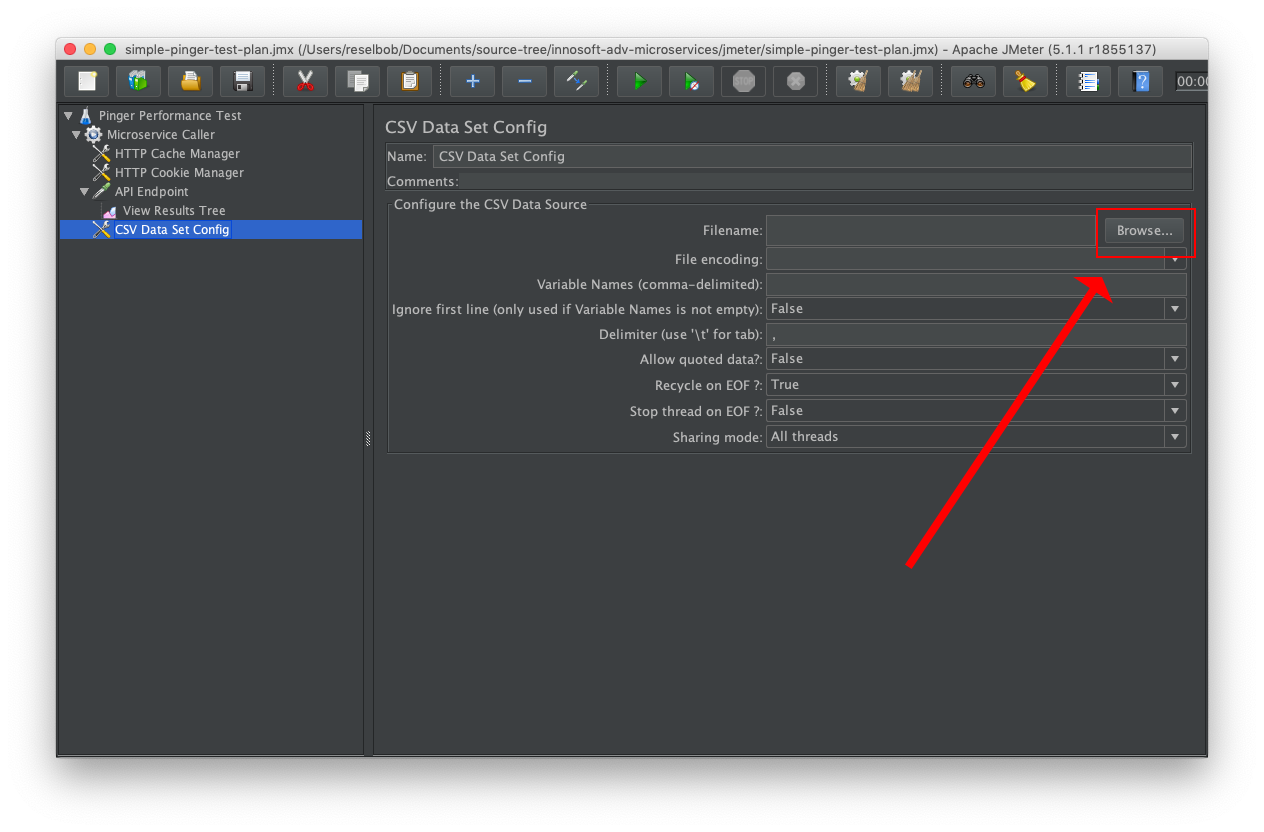 simple-pinger-test-plan.jmx (/Users/reselbob/Documents/source-tree/innosoft-adv-microservices/jmeter/simple-pinger-test-plan.jmx) - Apache JMeter (5.1.1 r1855137)
STOP
?
Pinger Performance Test
Microservice Caller
HTTP Cache Manager
HTTP Cookie Manager
API Endpoint
View Results Tree
CSV Data Set Config
CSV Data Set Config
Name: CSV Data Set Config
Comments:
Configure the CSV Data Source
Filename: Browse...
File encoding:
Variable Names (comma-delimited):
Ignore first line (only used if Variable Names is not empty): False
Delimiter (use '\t' for tab): ,
Allow quoted data?: False
Recycle on EOF ?: True
Stop thread on EOF ?: False
Sharing mode: All threads